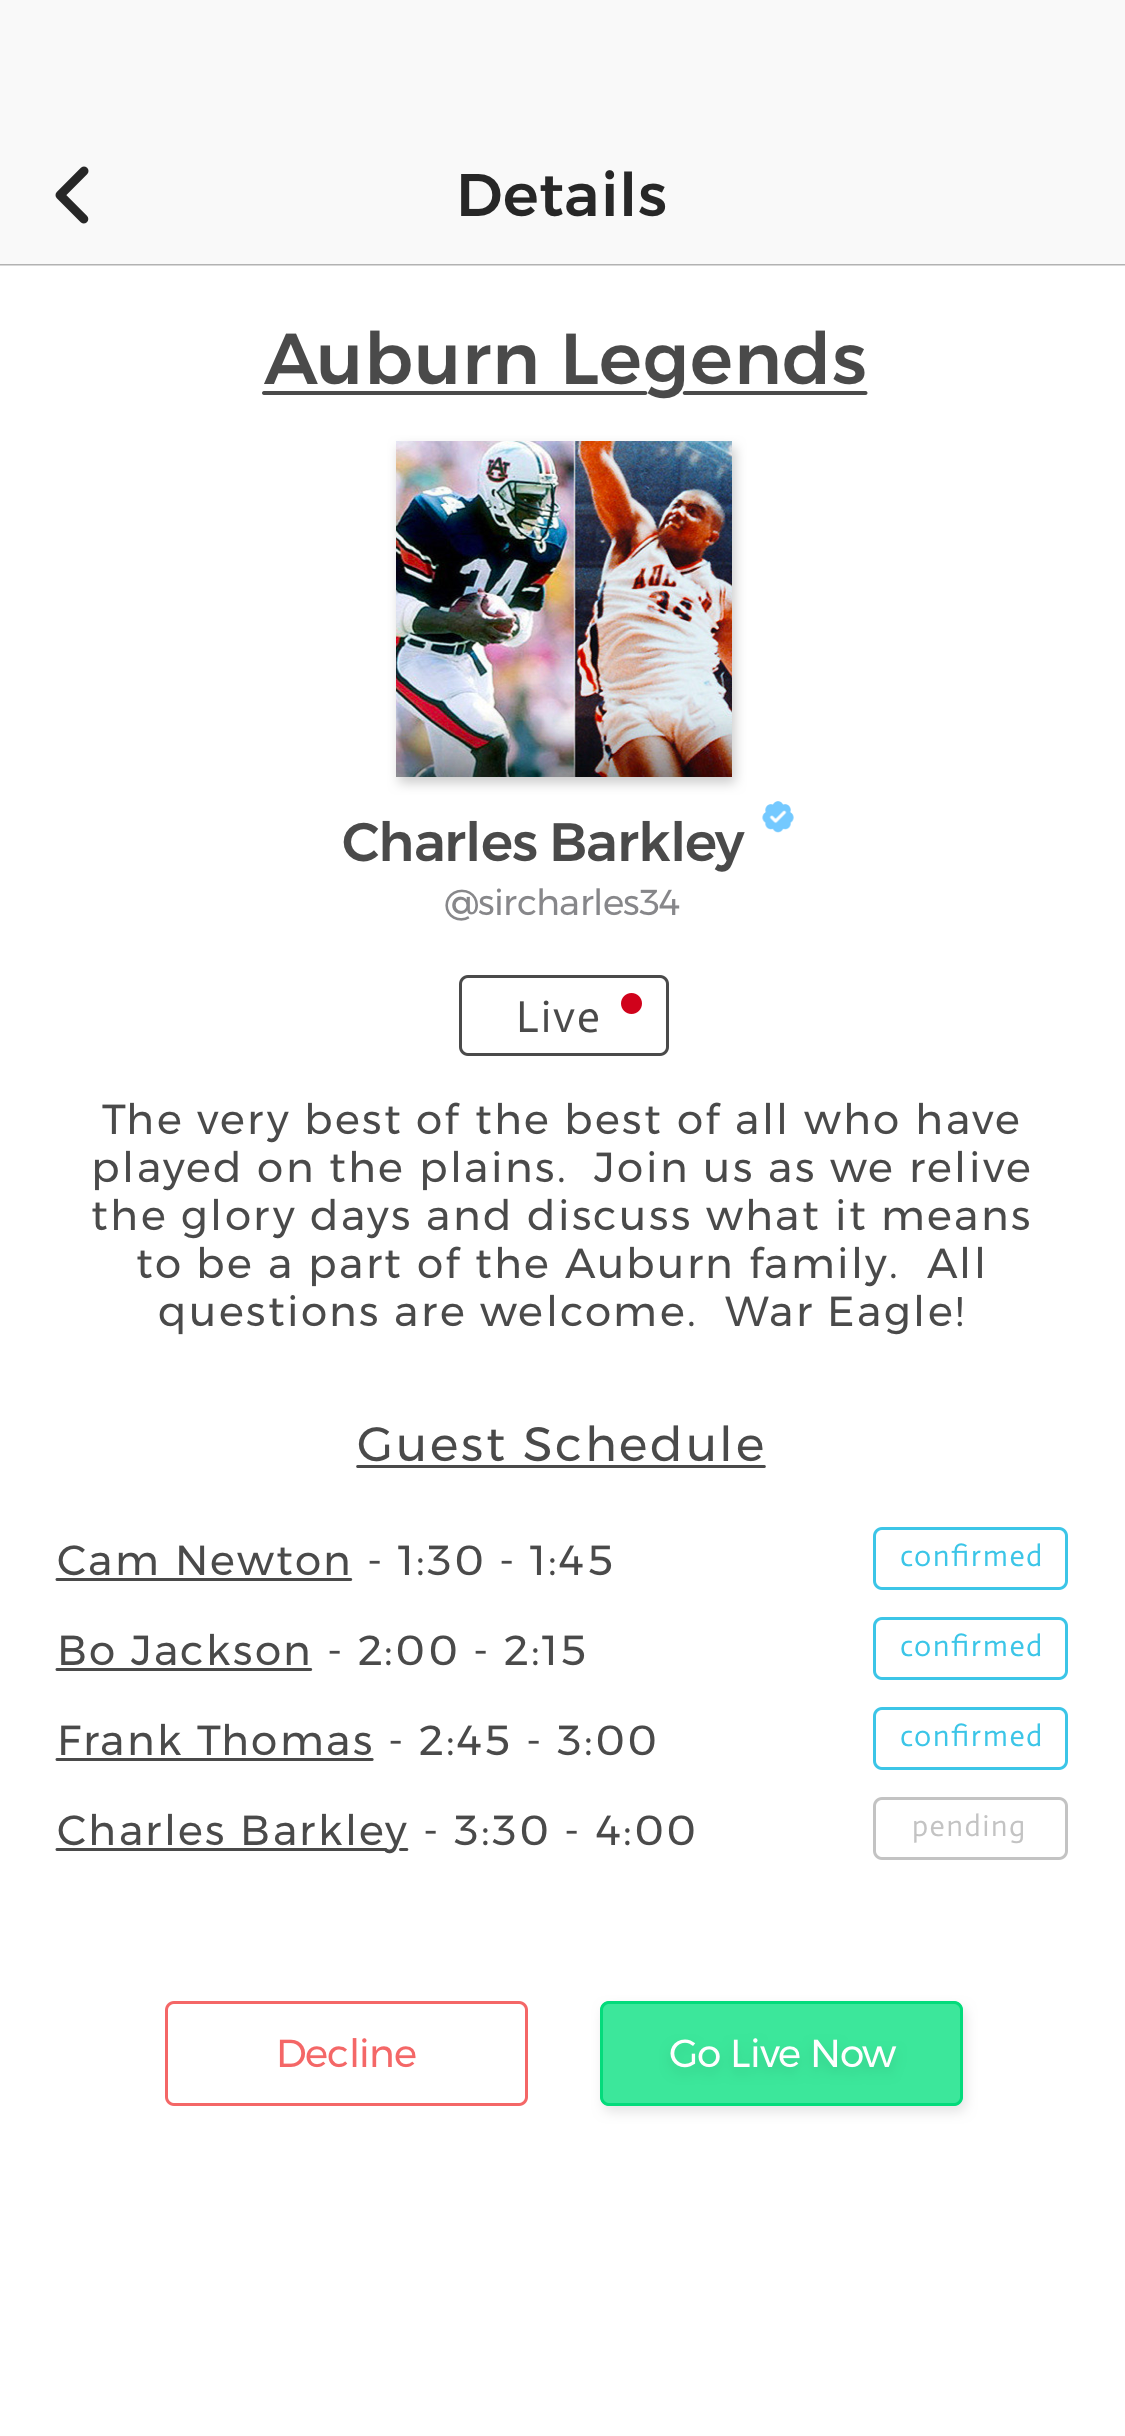 Details
Auburn Legends
34
34
AU
Charles Barkley
@sircharles34
Live
The very best of the best of all who have
played on the plains.  Join us as we relive
the glory days and discuss what it means
to be a part of the Auburn family.  All
questions are welcome.  War Eagle!
Guest Schedule
Cam Newton - 1:30 - 1:45 confirmed
Bo Jackson - 2:00 - 2:15 confirmed
Frank Thomas - 2:45 - 3:00 confirmed
Charles Barkley - 3:30 - 4:00 pending
Decline Go Live Now